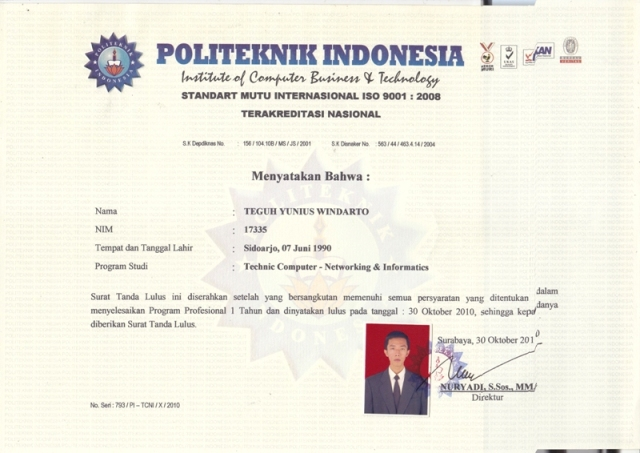 POLITEKNIK INDONESIA
Institute of Computer Business & Technology
STANDART MUTU INTERNASIONAL ISO 9001 : 2008
TERAKREDITASI NASIONAL
S.K Depdiknas No. : 156 / 104.10B / MS / JS / 2001 S.K Disnaker No. : 563 / 44 / 463.4.14 / 2004
Menyatakan Bahwa :
Nama : TEGUH YUNIUS WINDARTO
NIM : 17335
Tempat dan Tanggal Lahir : Sidoarjo, 07 Juni 1990
Program Studi : Technic Computer - Networking & Informatics
Surat Tanda Lulus ini diserahkan setelah yang bersangkutan memenuhi semua persyaratan yang ditentukan dalam
menyelesaikan Program Profesional 1 Tahun dan dinyatakan lulus pada tanggal : 30 Oktober 2010, sehingga kepadanya
diberikan Surat Tanda Lulus.
Surabaya, 30 Oktober 2010
NURYADI, S.Sos., MM
Direktur
No. Seri : 793 / PI – TCNI / X / 2010